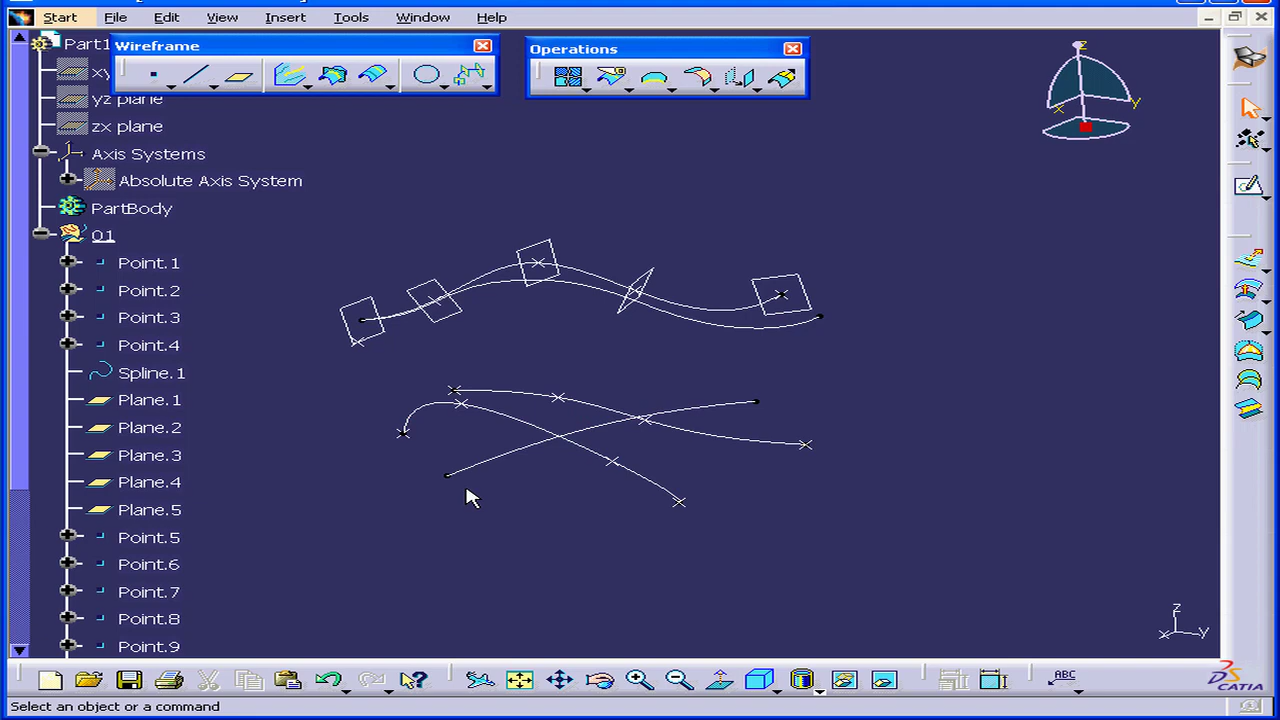 Start File Edit View Insert Tools Window Help
Wireframe
Operations
Part1
xy
yz plane
zx plane
Axis Systems
Absolute Axis System
PartBody
01
Point.1
Point.2
Point.3
Point.4
Spline.1
Plane.1
Plane.2
Plane.3
Plane.4
Plane.5
Point.5
Point.6
Point.7
Point.8
Point.9
z
x
y
z
x
y
ABC
CATIA
Select an object or a command